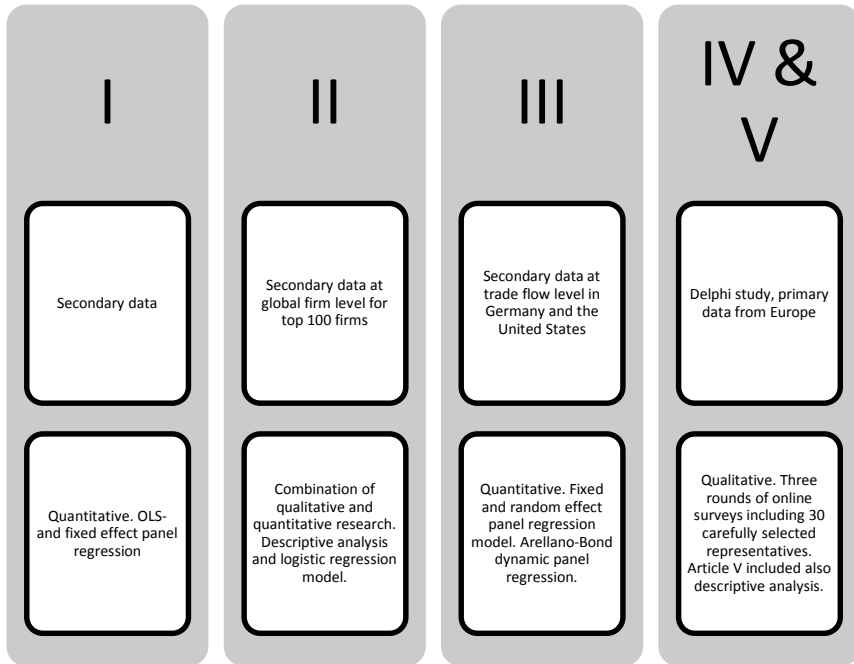 I
Secondary data
Quantitative. OLS-
and fixed effect panel
regression
II
Secondary data at
global firm level for
top 100 firms
Combination of
qualitative and
quantitative research.
Descriptive analysis
and logistic regression
model.
III
Secondary data at
trade flow level in
Germany and the
United States
Quantitative. Fixed
and random effect
panel regression
model. Arellano-Bond
dynamic panel
regression.
IV &
V
Delphi study, primary
data from Europe
Qualitative. Three
rounds of online
surveys including 30
carefully selected
representatives.
Article V included also
descriptive analysis.